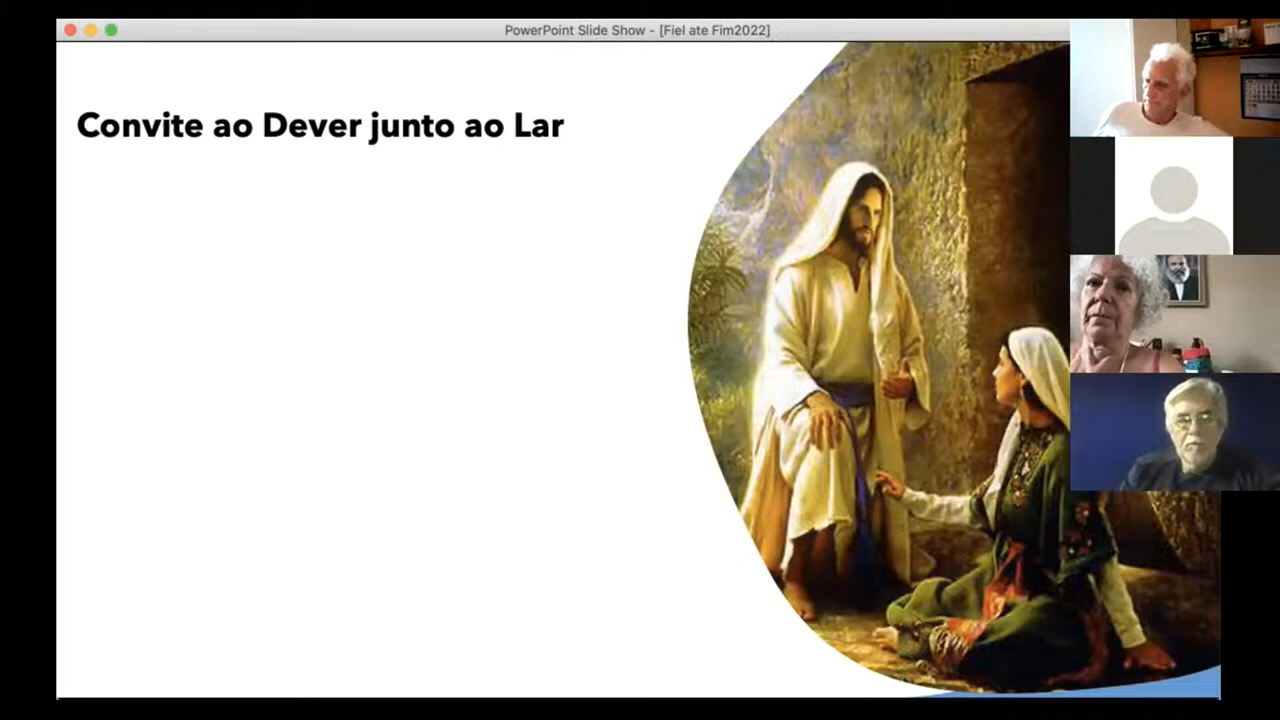 PowerPoint Slide Show - [Fiel ate Fim2022]
Convite ao Dever junto ao Lar